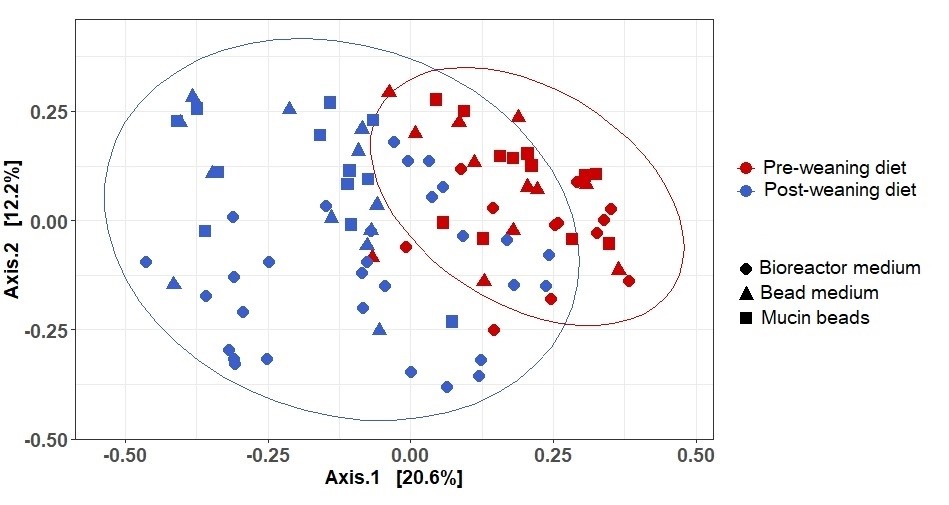 0.25
0.00
-0.25
-0.50
Axis.2 [12.2%]
-0.50 -0.25 0.00 0.25 0.50
Axis.1 [20.6%]
Pre-weaning diet
Post-weaning diet
Bioreactor medium
Bead medium
Mucin beads